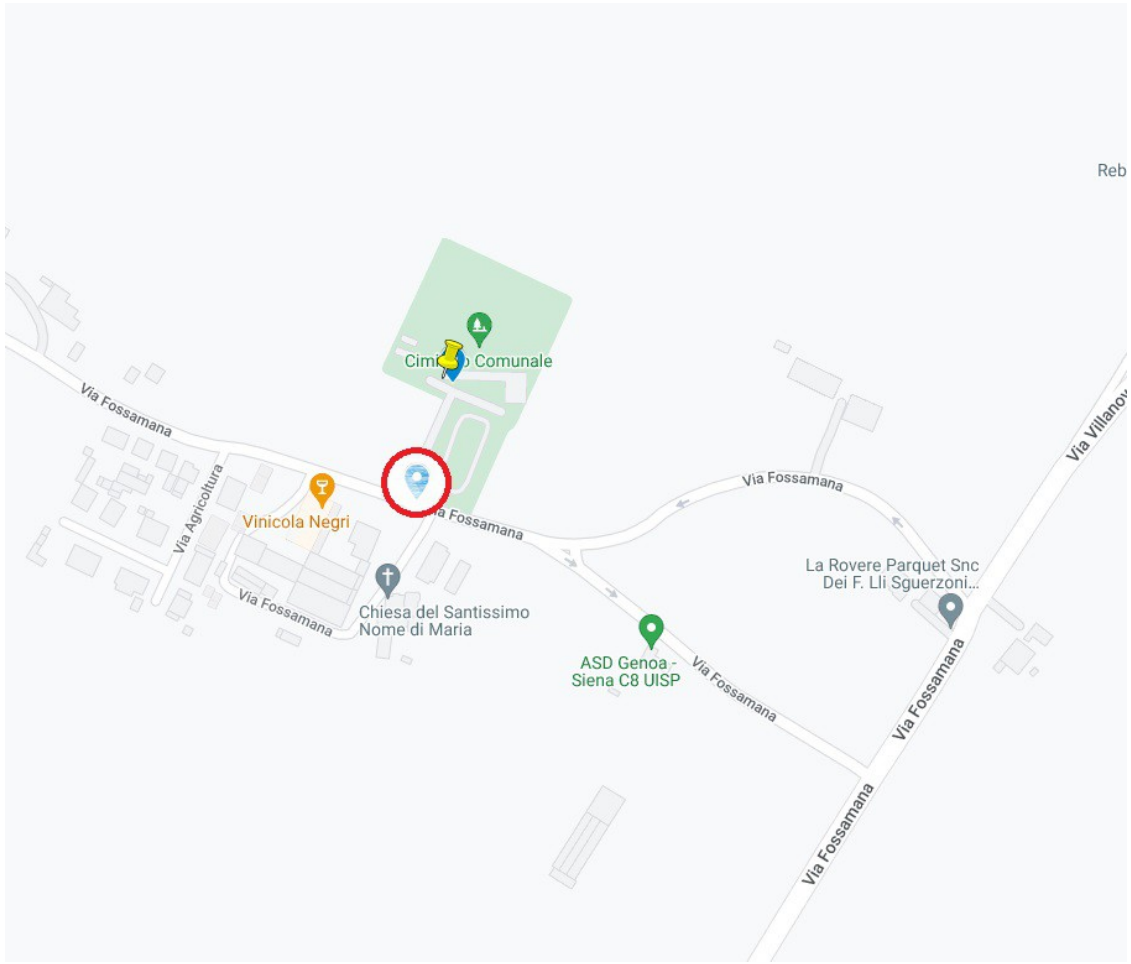 Reb
Cimi o Comunale
Via Fossamana
Via Villanov
Via Agricoltura
Vinicola Negri
ia Fossamana
Via Fossamana
La Rovere Parquet Snc
Dei F. Lli Sguerzoni...
Via Fossamana
Chiesa del Santissimo
Nome di Maria
ASD Genoa -
Siena C8 UISP
Via Fossamana
Via Fossamana
Via Fossamana